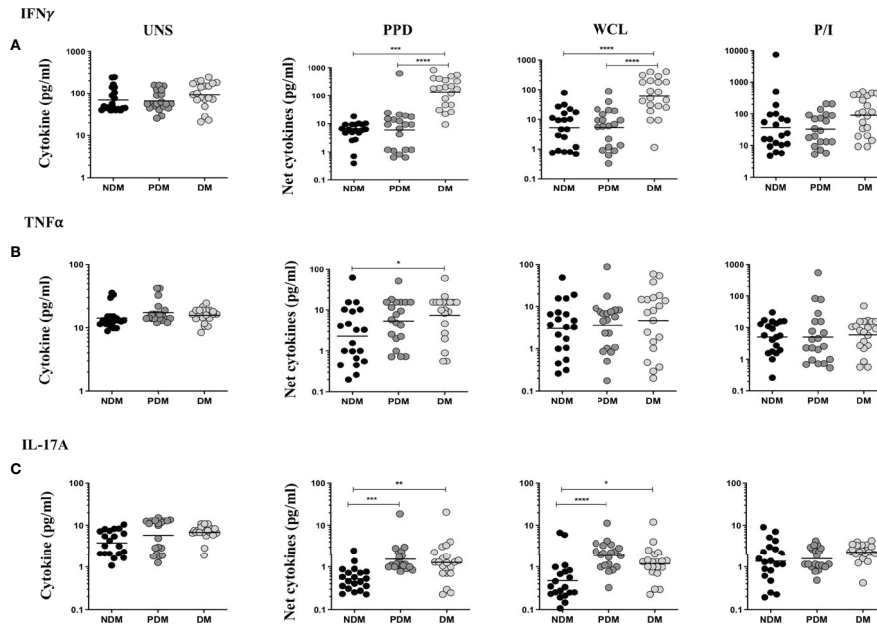 IFNγ
UNS PPD WCL P/I
A
Cytokine (pg/ml)
1000
100
10
1
NDM PDM DM
Net cytokines (pg/ml)
***
****
1000
100
10
1
0.1
NDM PDM DM
****
****
1000
100
10
1
0.1
NDM PDM DM
10000
1000
100
10
1
NDM PDM DM
TNFα
B
Cytokine (pg/ml)
100
10
1
NDM PDM DM
Net cytokines (pg/ml)
*
100
10
1
0.1
NDM PDM DM
100
10
1
0.1
NDM PDM DM
1000
100
10
1
0.1
NDM PDM DM
IL-17A
C
Cytokine (pg/ml)
100
10
1
0.1
NDM PDM DM
Net cytokines (pg/ml)
**
***
100
10
1
0.1
NDM PDM DM
*
****
100
10
1
0.1
NDM PDM DM
100
10
1
0.1
NDM PDM DM